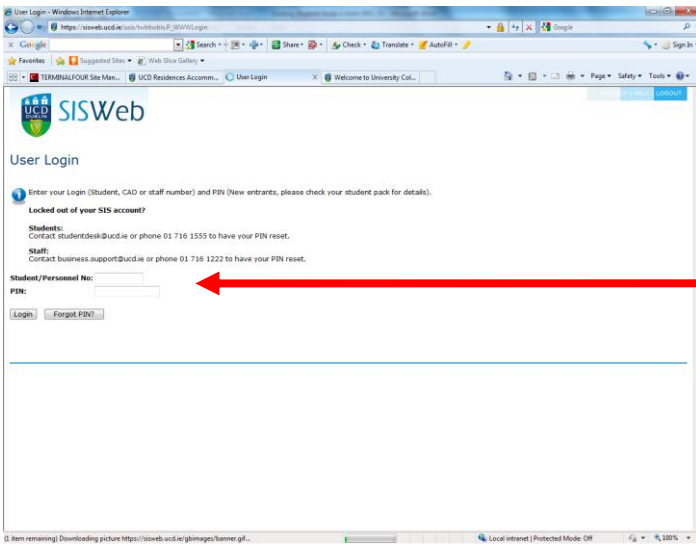 User Login - Windows Internet Explorer
https://sisweb.ucd.ie/usis/twbkwbis.P_WWWLogin
Google
Google Search Share Check Translate AutoFill Sign In
Favorites Suggested Sites Web Slice Gallery
TERMINALFOUR Site Man... UCD Residences Accomm... User Login Welcome to University Col... Page Safety Tools
HELP LOGOUT
UCD
DUBLIN
SISWeb
User Login
Enter your Login (Student, CAO or staff number) and PIN (New entrants, please check your student pack for details).
Locked out of your SIS account?
Students:
Contact studentdesk@ucd.ie or phone 01 716 1555 to have your PIN reset.
Staff:
Contact business.support@ucd.ie or phone 01 716 1222 to have your PIN reset.
Student/Personnel No:
PIN:
Login Forgot PIN?
(1 item remaining) Downloading picture https://sisweb.ucd.ie/gbimages/banner.gif... Local intranet | Protected Mode: Off 100%